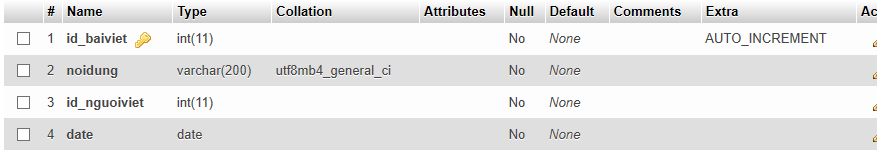 # Name Type Collation Attributes Null Default Comments Extra Ac
1 id_baiviet int(11) No None AUTO_INCREMENT
2 noidung varchar(200) utf8mb4_general_ci No None
3 id_nguoiviet int(11) No None
4 date date No None